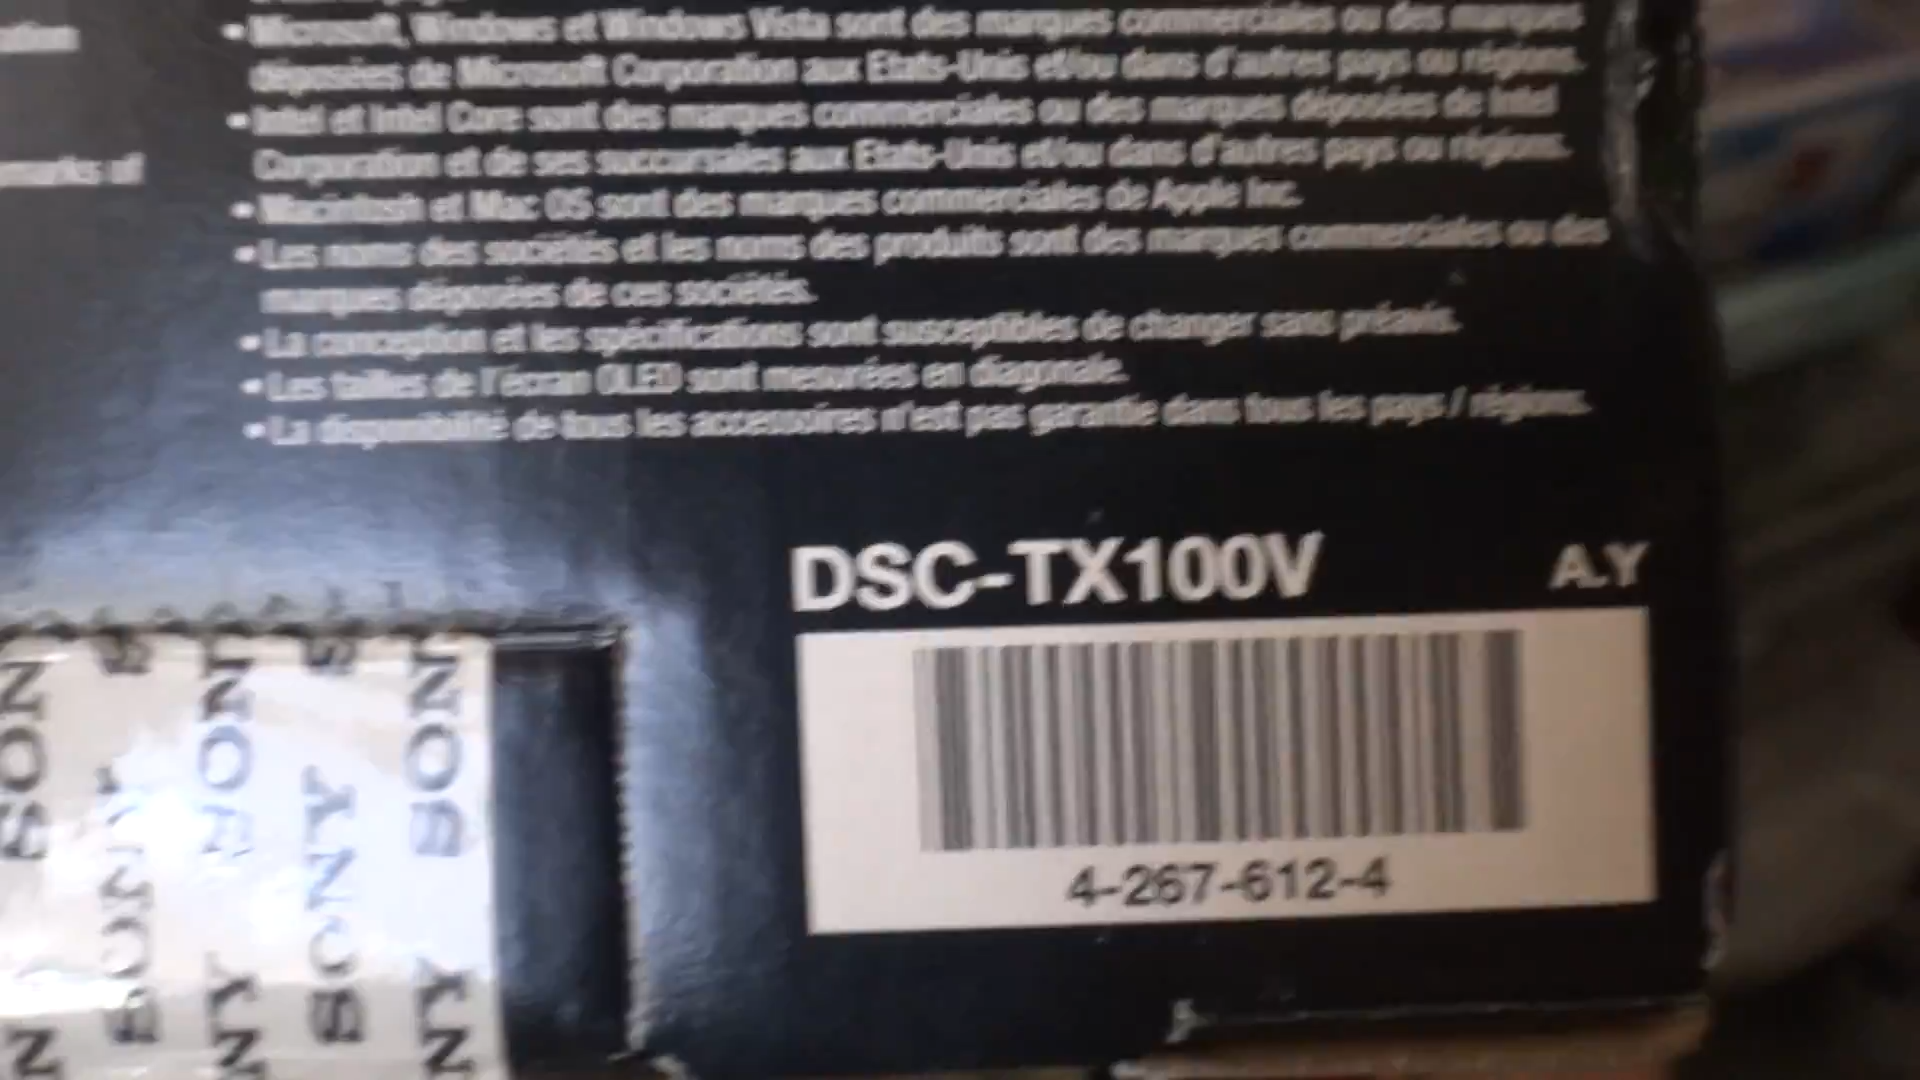 • Microsoft, Windows et Windows Vista sont des marques commerciales ou des marques
déposées de Microsoft Corporation aux Etats-Unis et/ou dans d'autres pays ou régions.
• Intel et Intel Core sont des marques commerciales ou des marques déposées de Intel
Corporation et de ses succursales aux Etats-Unis et/ou dans d'autres pays ou régions.
• Macintosh et Mac OS sont des marques commerciales de Apple Inc.
• Les noms des sociétés et les noms des produits sont des marques commerciales ou des
marques déposées de ces sociétés.
• La conception et les spécifications sont susceptibles de changer sans préavis.
• Les tailles de l'écran OLED sont mesurées en diagonale.
• La disponibilité de tous les accessoires n'est pas garantie dans tous les pays / régions.
of
DSC-TX100V A.Y
4-267-612-4
SONY
SONY
SONY
SONY
SONY